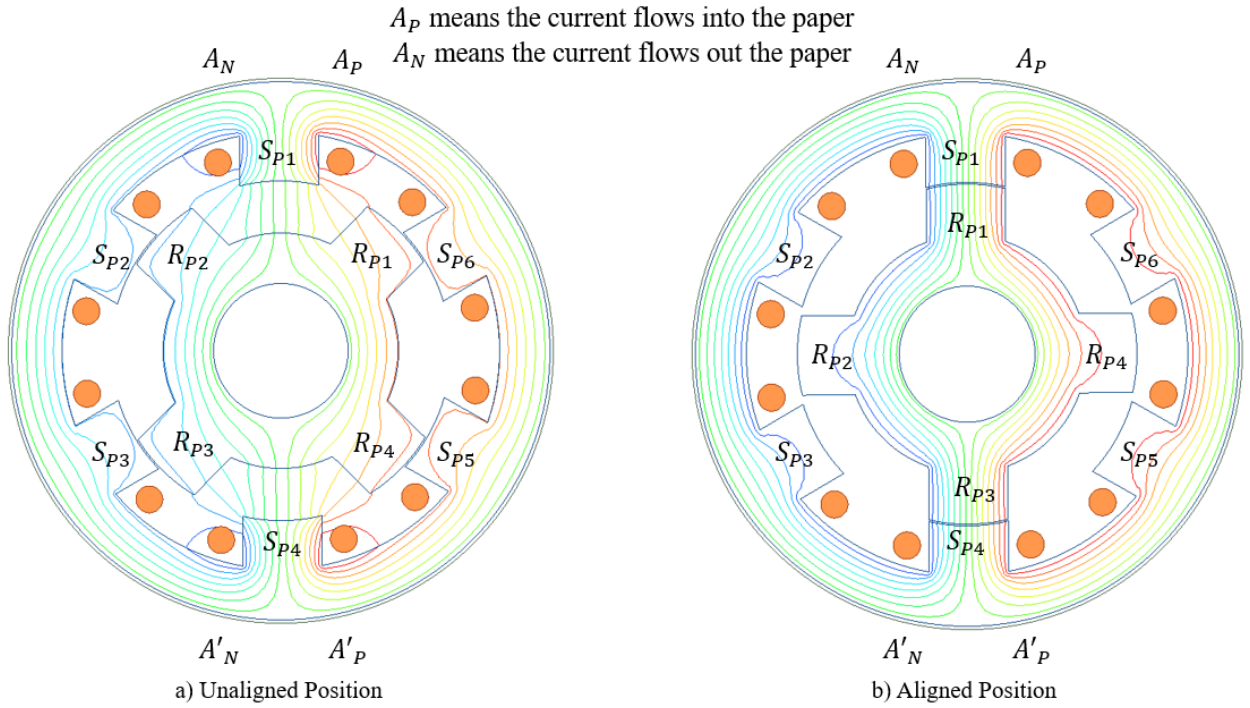 A_P means the current flows into the paper
A_N means the current flows out the paper
A_N A_P A_N A_P
S_P1 S_P1
R_P1
S_P2 R_P2 R_P1 S_P6 S_P2 S_P6
R_P2 R_P4
S_P3 R_P3 R_P4 S_P5 S_P3 S_P5
R_P3
S_P4 S_P4
A'_N A'_P A'_N A'_P
a) Unaligned Position b) Aligned Position